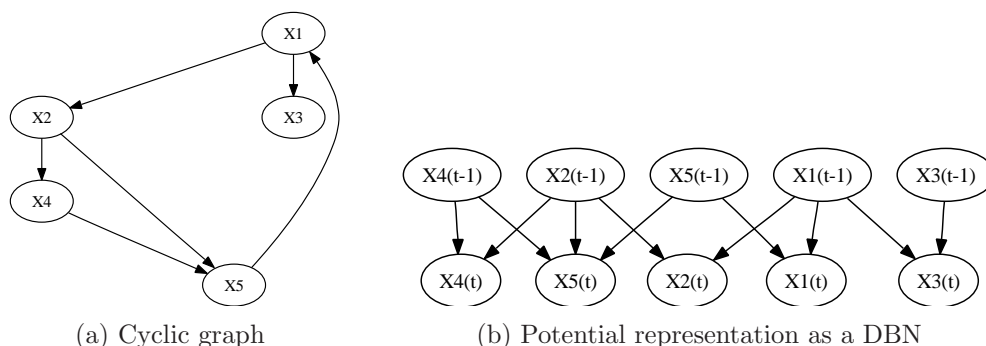 X1
X2
X3
X4
X5
X4(t-1) X2(t-1) X5(t-1) X1(t-1) X3(t-1)
X4(t) X5(t) X2(t) X1(t) X3(t)
(a) Cyclic graph
(b) Potential representation as a DBN